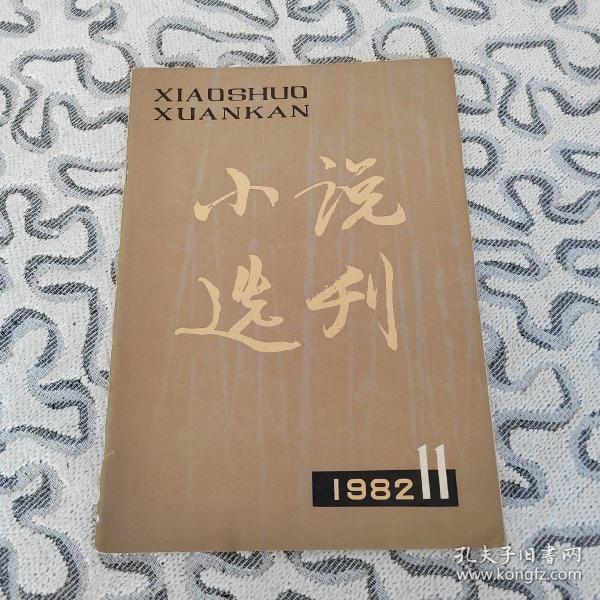 XIAOSHUO
XUANKAN
小说
选刊
1982 11
孔夫子旧书网
www.kongfz.com